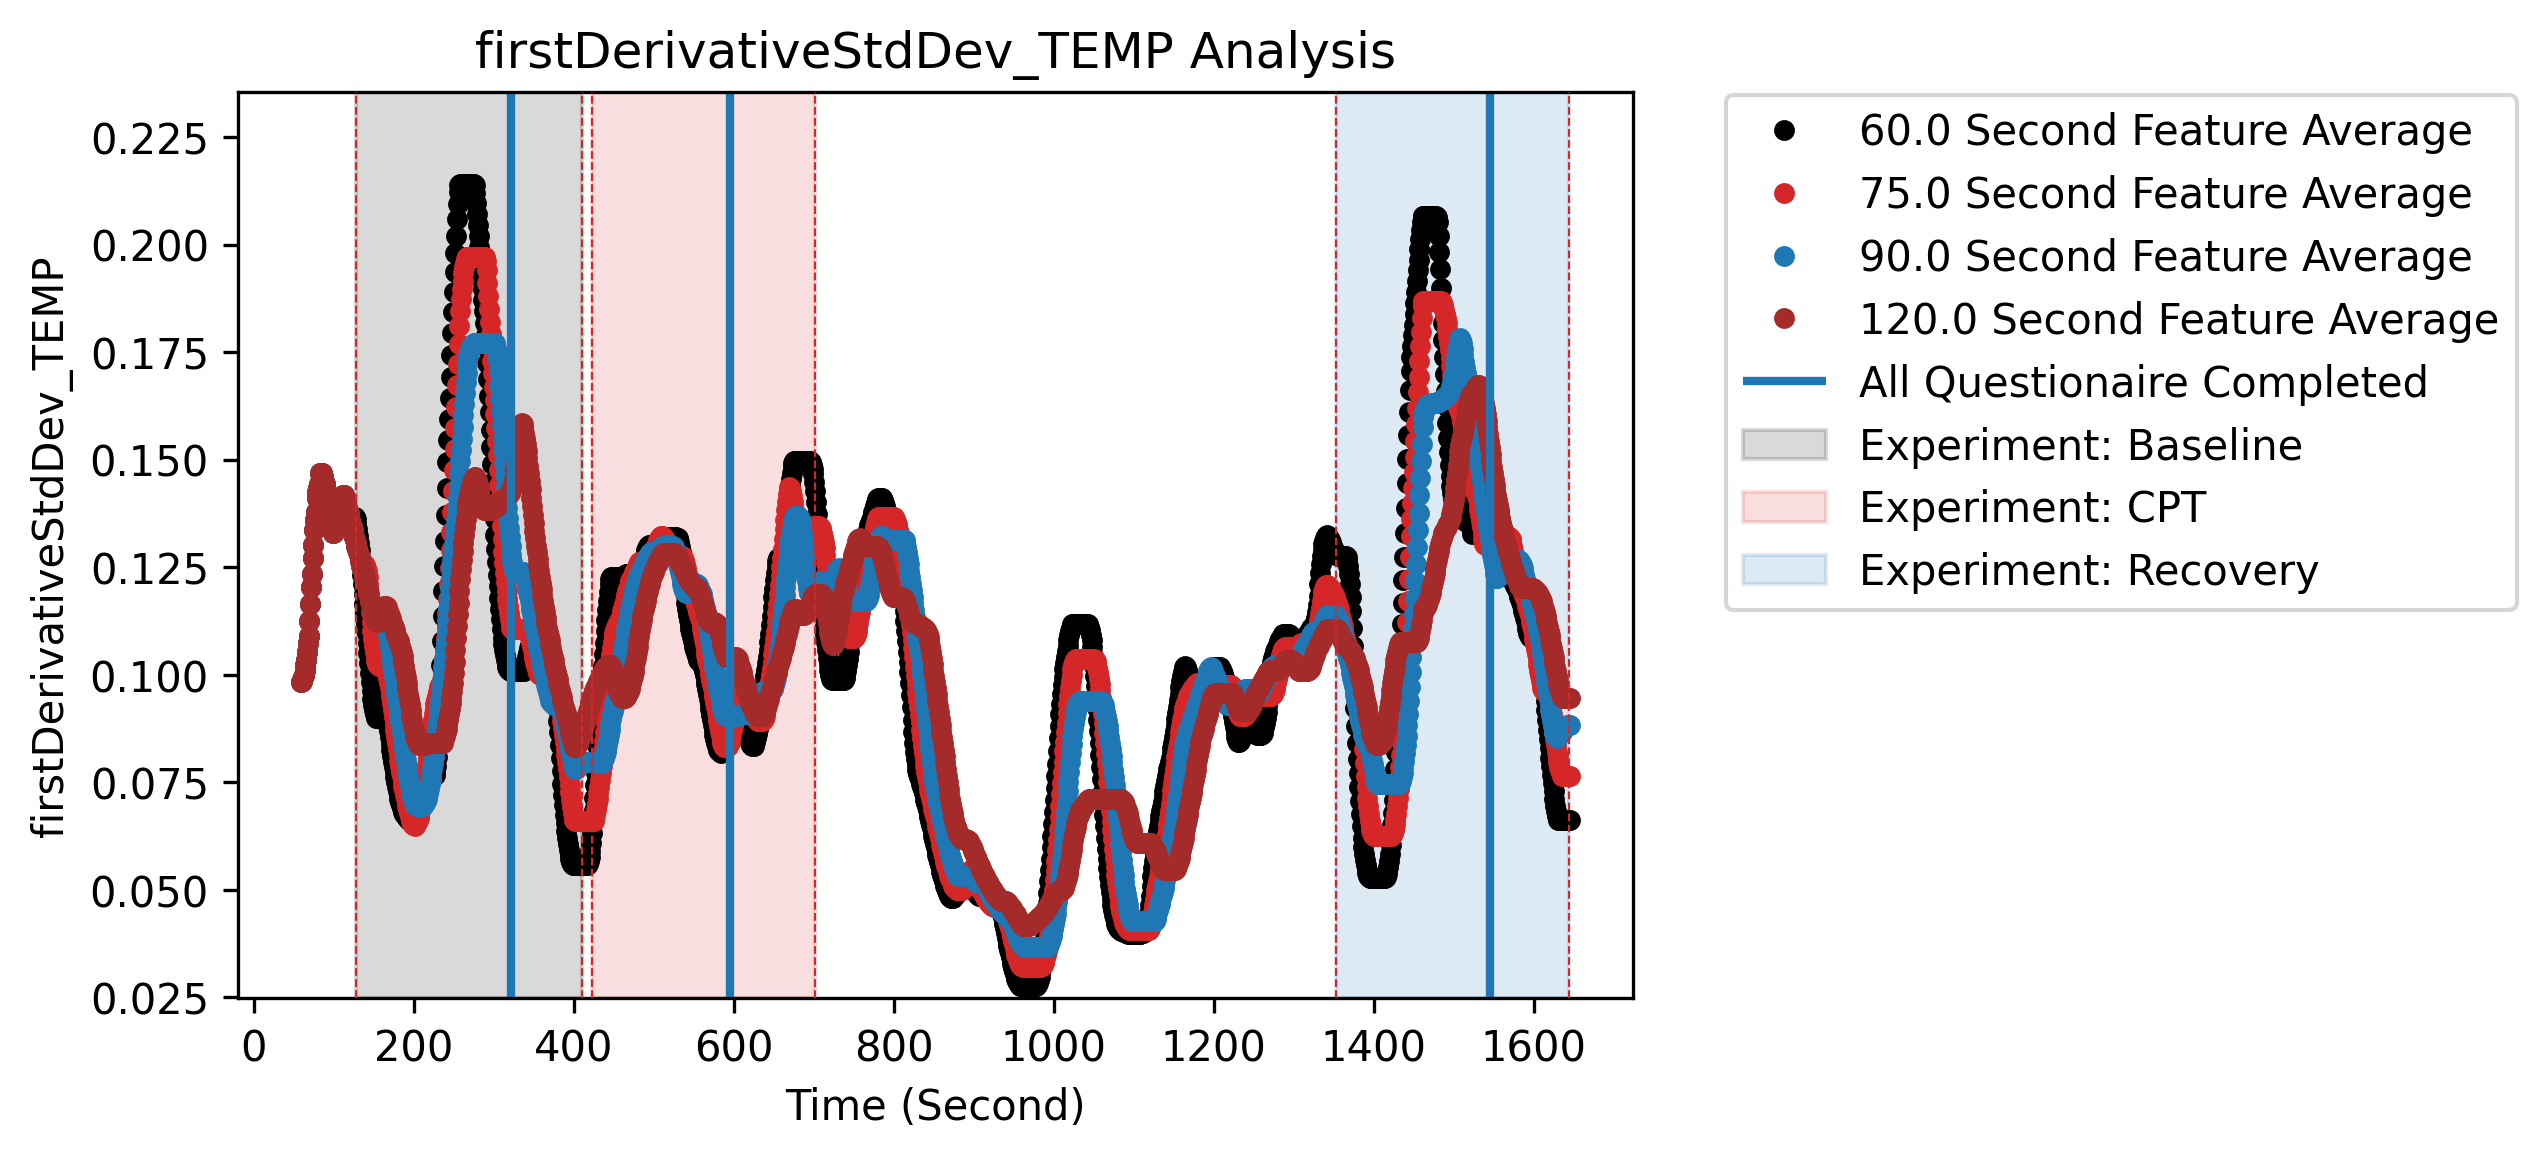 firstDerivativeStdDev_TEMP Analysis
firstDerivativeStdDev_TEMP
0.225
0.200
0.175
0.150
0.125
0.100
0.075
0.050
0.025
0 200 400 600 800 1000 1200 1400 1600
Time (Second)
60.0 Second Feature Average
75.0 Second Feature Average
90.0 Second Feature Average
120.0 Second Feature Average
All Questionaire Completed
Experiment: Baseline
Experiment: CPT
Experiment: Recovery